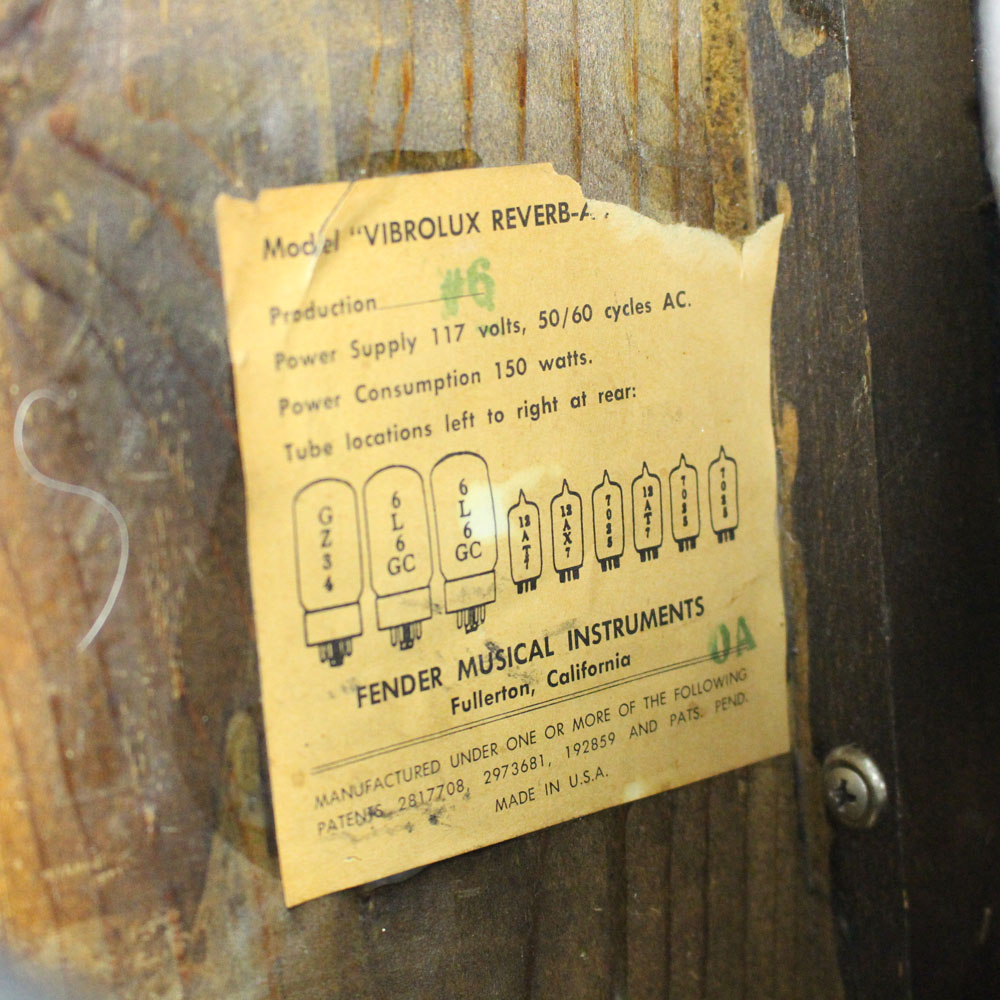 Model "VIBROLUX REVERB-A
Production #6
Power Supply 117 volts, 50/60 cycles AC.
Power Consumption 150 watts.
Tube locations left to right at rear:
GZ34 6L6GC 6L6GC 12AT7 12AX7 7025 12AT7 7025 7025
FENDER MUSICAL INSTRUMENTS
Fullerton, California
OA
MANUFACTURED UNDER ONE OR MORE OF THE FOLLOWING
PATENTS 2817708, 2973681, 192859 AND PATS. PEND.
MADE IN U.S.A.